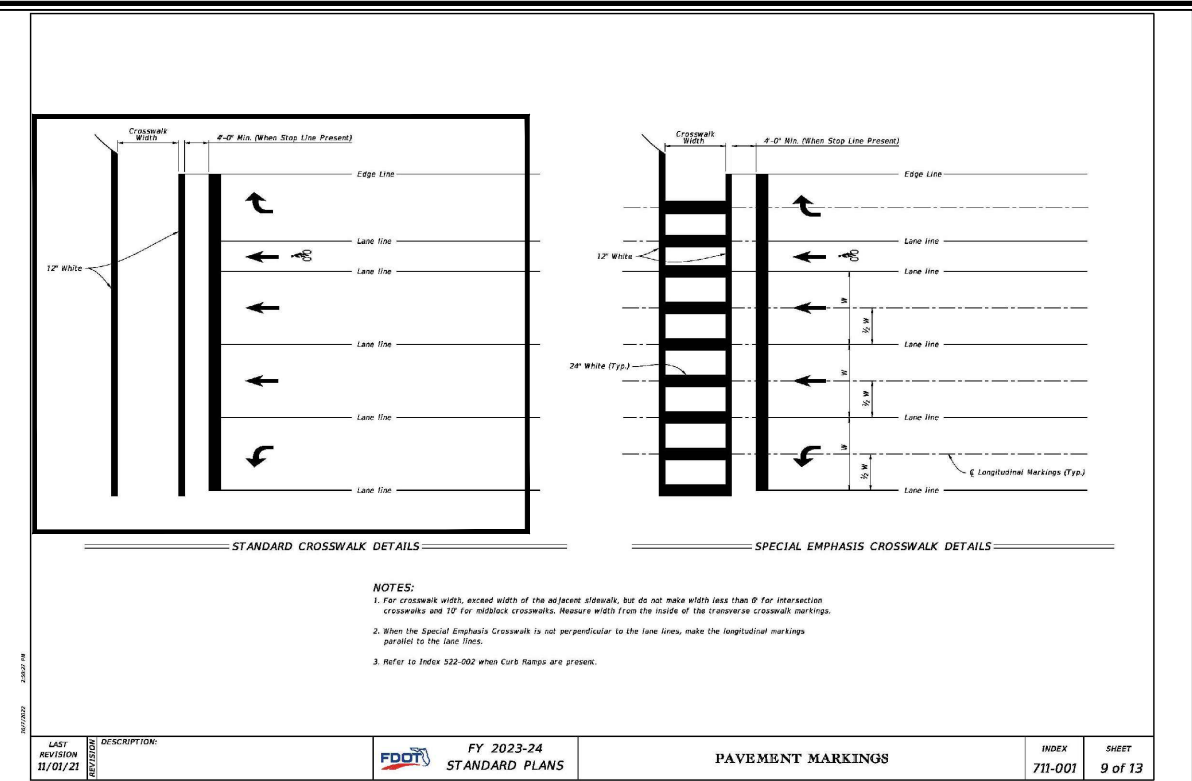 Crosswalk
Width
4'-0" Min. (When Stop Line Present)
Edge Line
Lane line
12" White
Lane line
Lane line
Lane line
Lane line
STANDARD CROSSWALK DETAILS
Crosswalk
Width
4'-0" Min. (When Stop Line Present)
Edge Line
Lane line
12" White
Lane line
W
½ W
Lane line
24" White (Typ.)
W
½ W
Lane line
W
½ W
℄ Longitudinal Markings (Typ.)
Lane line
SPECIAL EMPHASIS CROSSWALK DETAILS
NOTES:
1. For crosswalk width, exceed width of the adjacent sidewalk, but do not make width less than 6' for intersection
crosswalks and 10' for midblock crosswalks. Measure width from the inside of the transverse crosswalk markings.
2. When the Special Emphasis Crosswalk is not perpendicular to the lane lines, make the longitudinal markings
parallel to the lane lines.
3. Refer to Index 522-002 when Curb Ramps are present.
10/7/2022 2:59:27 PM
LAST
REVISION
11/01/21
REVISION
DESCRIPTION:
FDOT
FY 2023-24
STANDARD PLANS
PAVEMENT MARKINGS
INDEX
711-001
SHEET
9 of 13